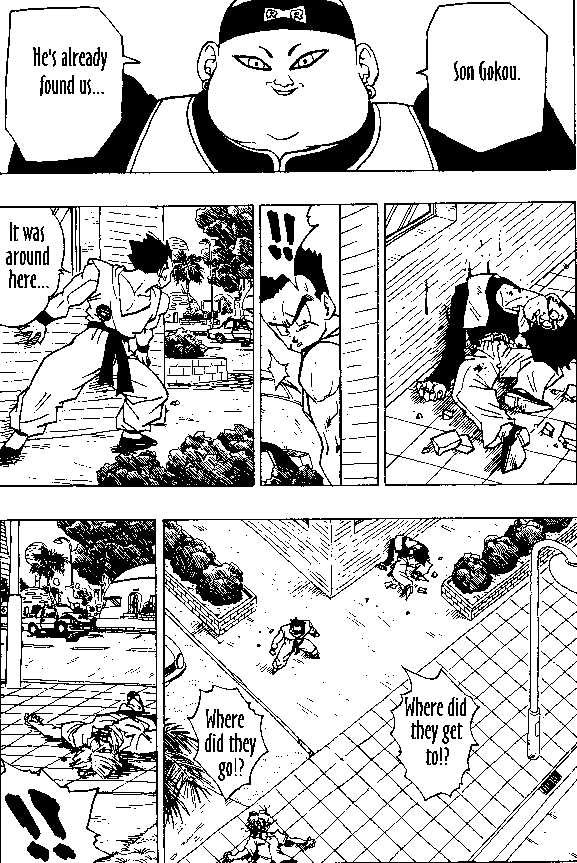 R R
He's already
found us...
Son Gokou.
It was
around
here...
!!
!!
Where
did they
go!?
Where did
they get
to!?